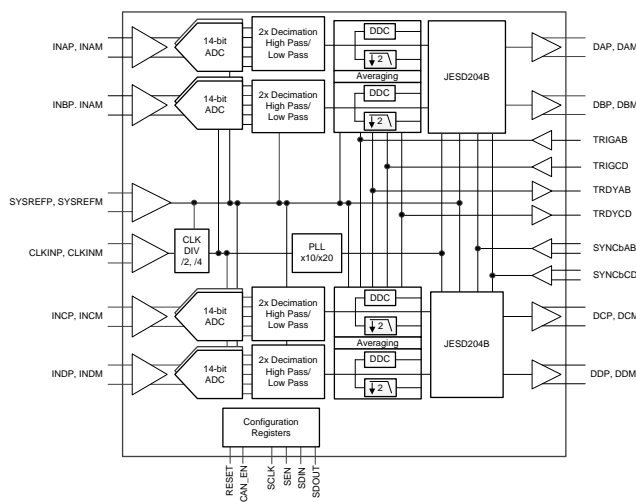 INAP, INAM
14-bit
ADC
2x Decimation
High Pass/
Low Pass
DDC
2
Averaging
JESD204B
DAP, DAM
INBP. INAM
14-bit
ADC
2x Decimation
High Pass/
Low Pass
DDC
2
DBP, DBM
TRIGAB
TRIGCD
SYSREFP, SYSREFM
TRDYAB
TRDYCD
CLKINP, CLKINM
CLK
DIV
/2, /4
PLL
x10/x20
SYNCbAB
SYNCbCD
INCP, INCM
14-bit
ADC
2x Decimation
High Pass/
Low Pass
DDC
2
Averaging
JESD204B
DCP, DCM
INDP, INDM
14-bit
ADC
2x Decimation
High Pass/
Low Pass
DDC
2
DDP, DDM
Configuration
Registers
RESET
CAN_EN
SCLK
SEN
SDIN
SDOUT